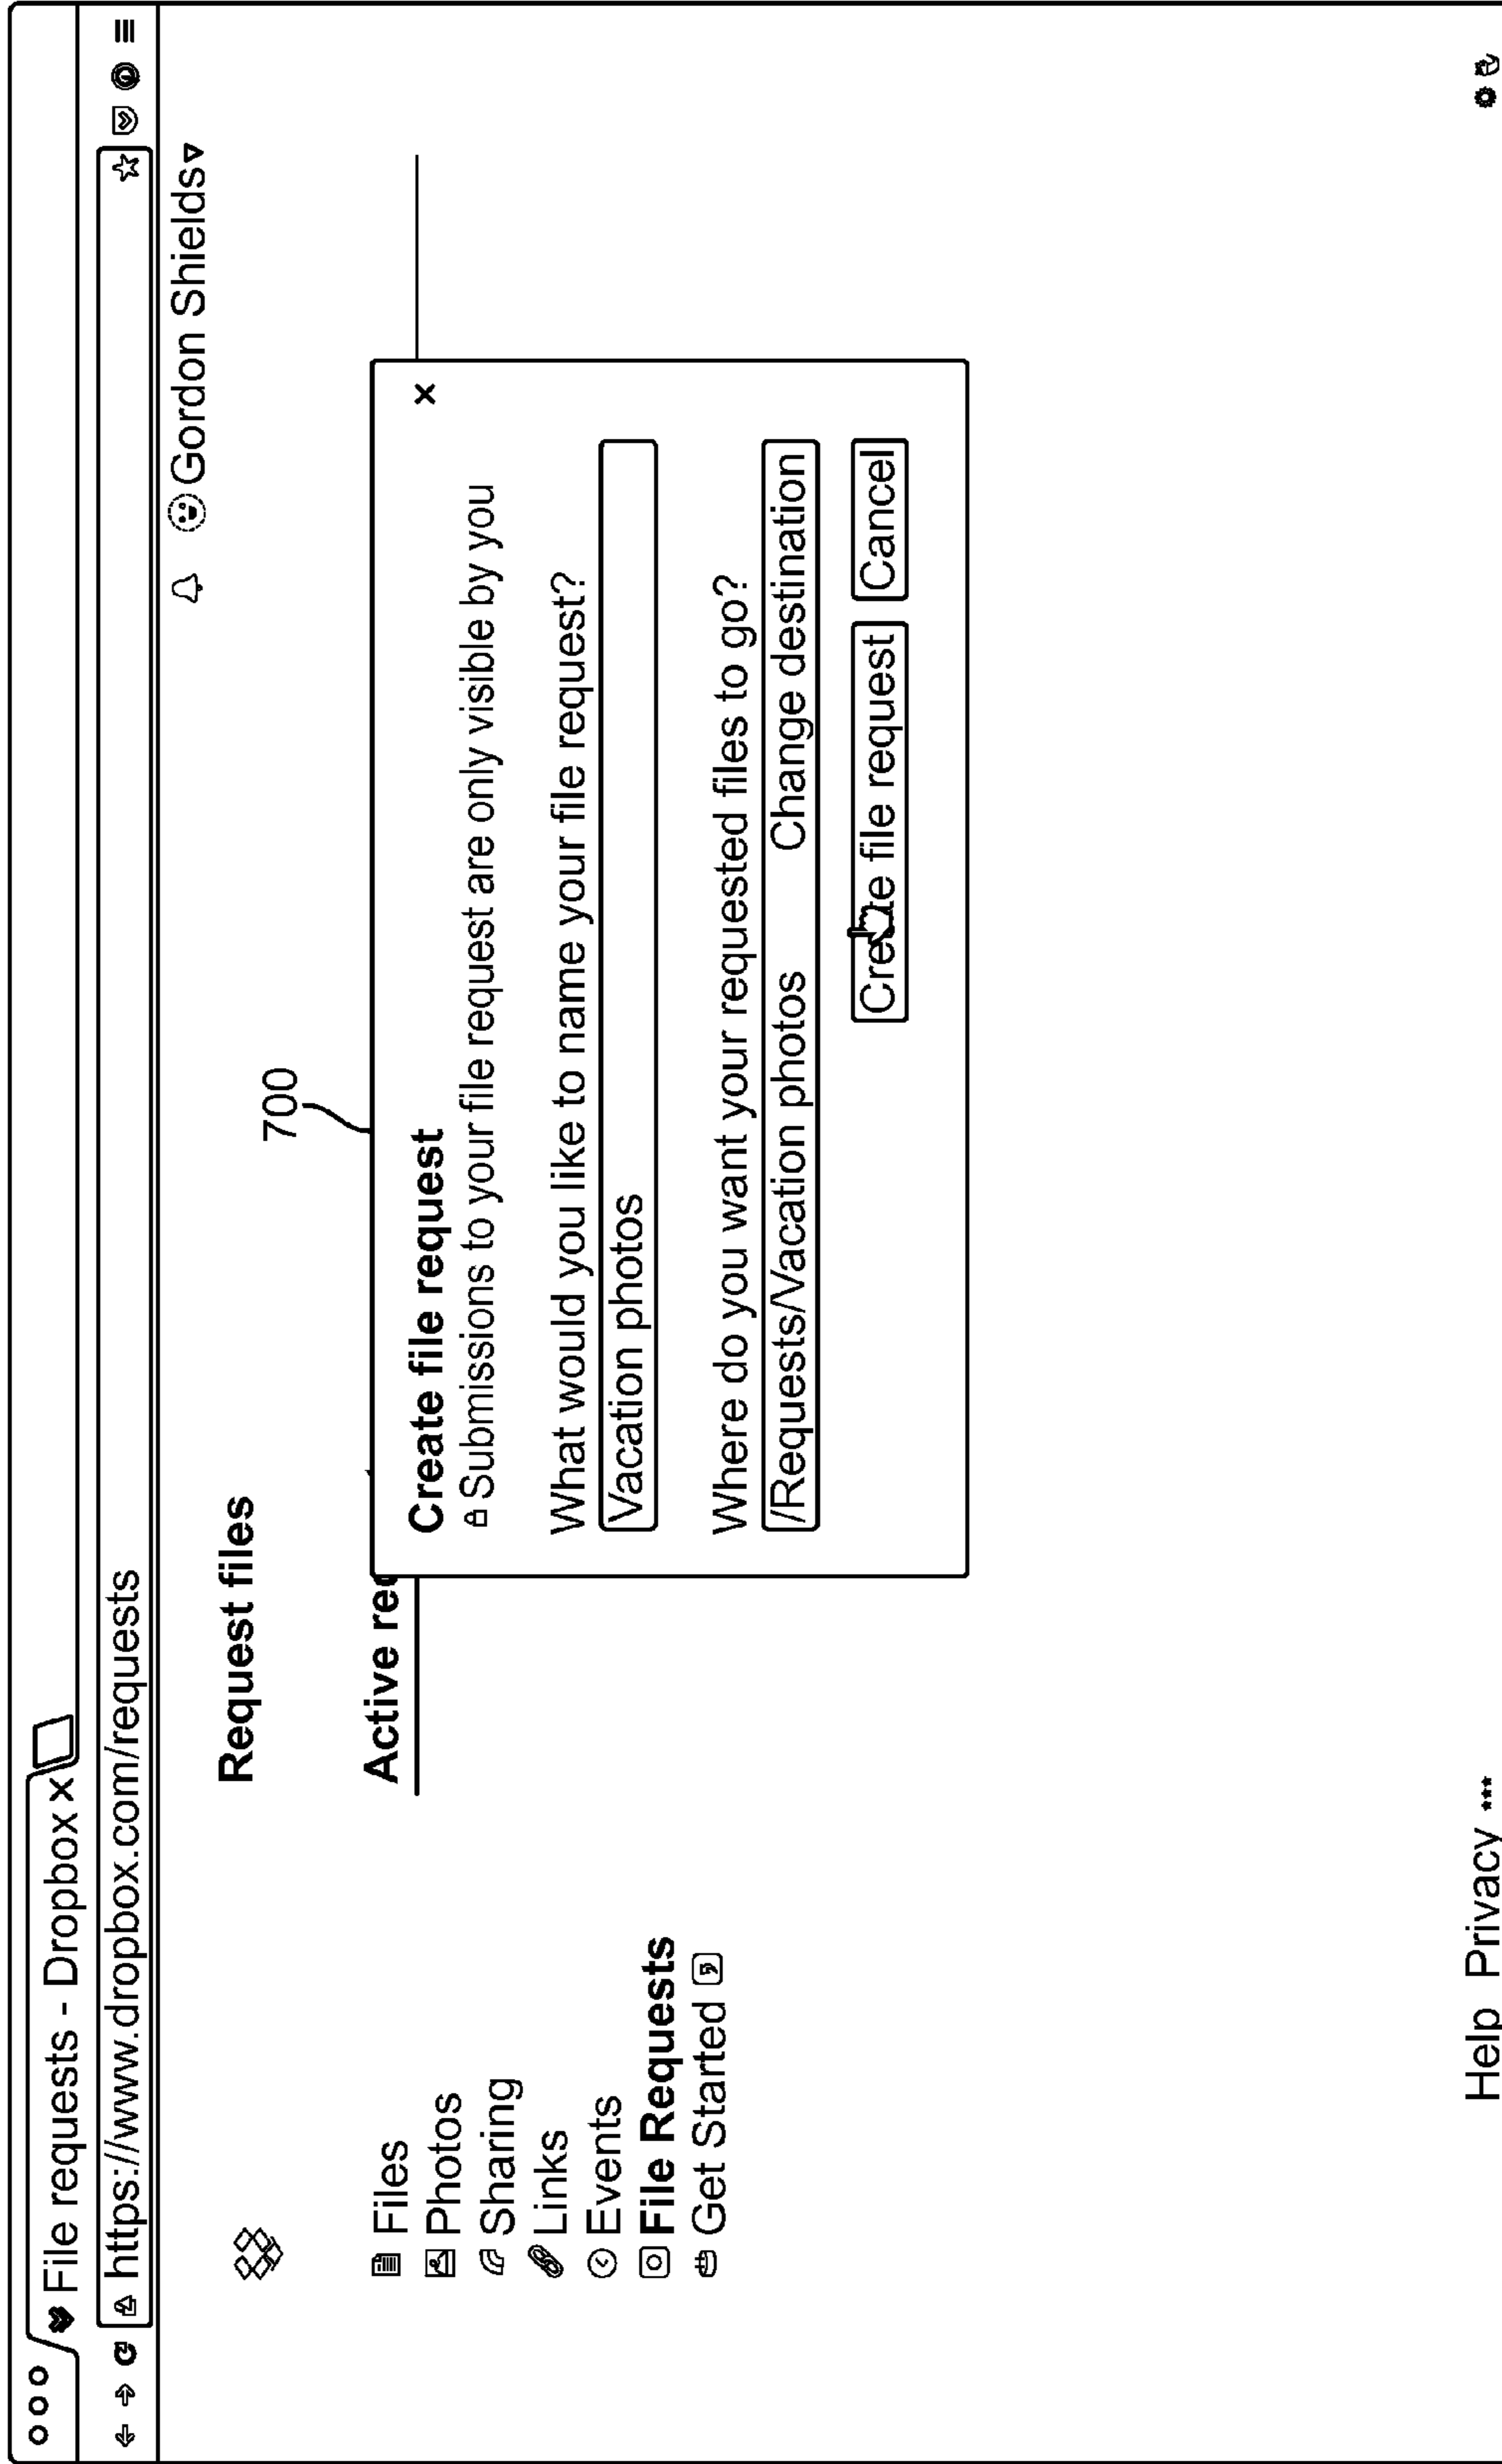 File requests - Dropbox x
https://www.dropbox.com/requests
Gordon Shields
Request files
700
Active req
Create file request
x
Submissions to your file request are only visible by you
What would you like to name your file request?
Vacation photos
Where do you want your requested files to go?
/Requests/Vacation photos Change destination
Create file request Cancel
Files
Photos
Sharing
Links
Events
File Requests
Get Started
Help Privacy